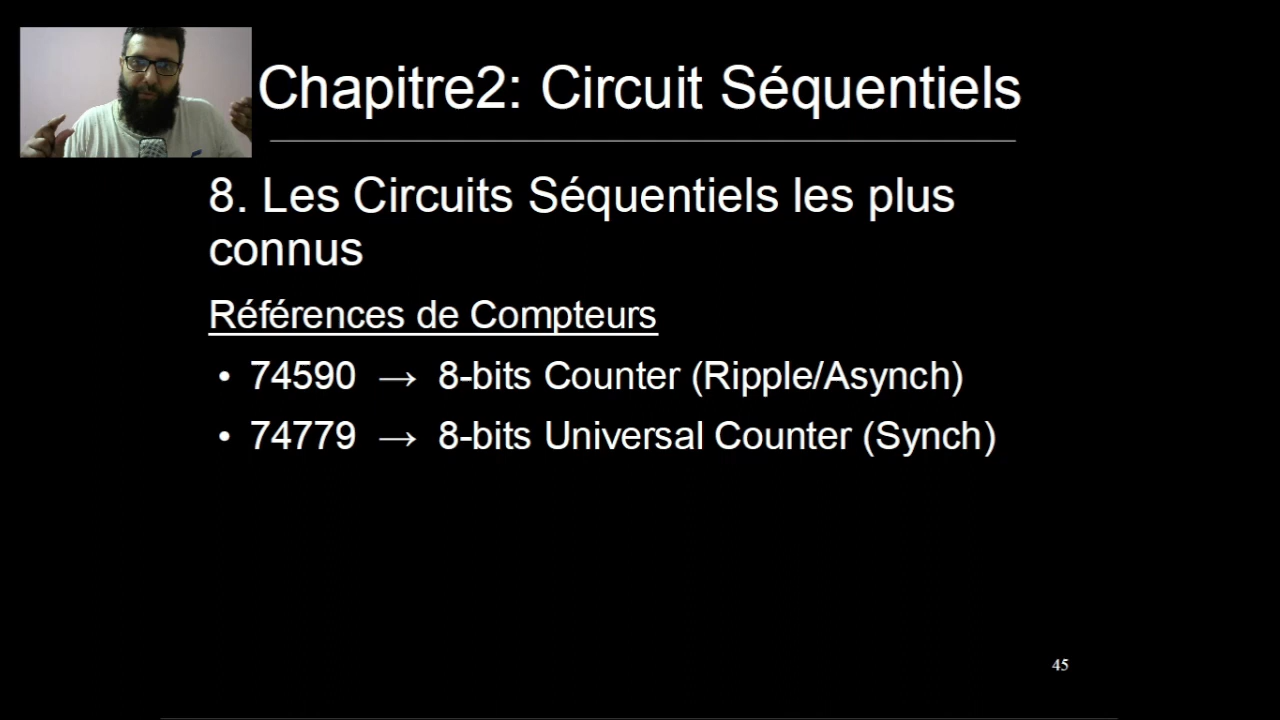 Chapitre2: Circuit Séquentiels
8. Les Circuits Séquentiels les plus
connus
Références de Compteurs
• 74590 → 8-bits Counter (Ripple/Asynch)
• 74779 → 8-bits Universal Counter (Synch)
45